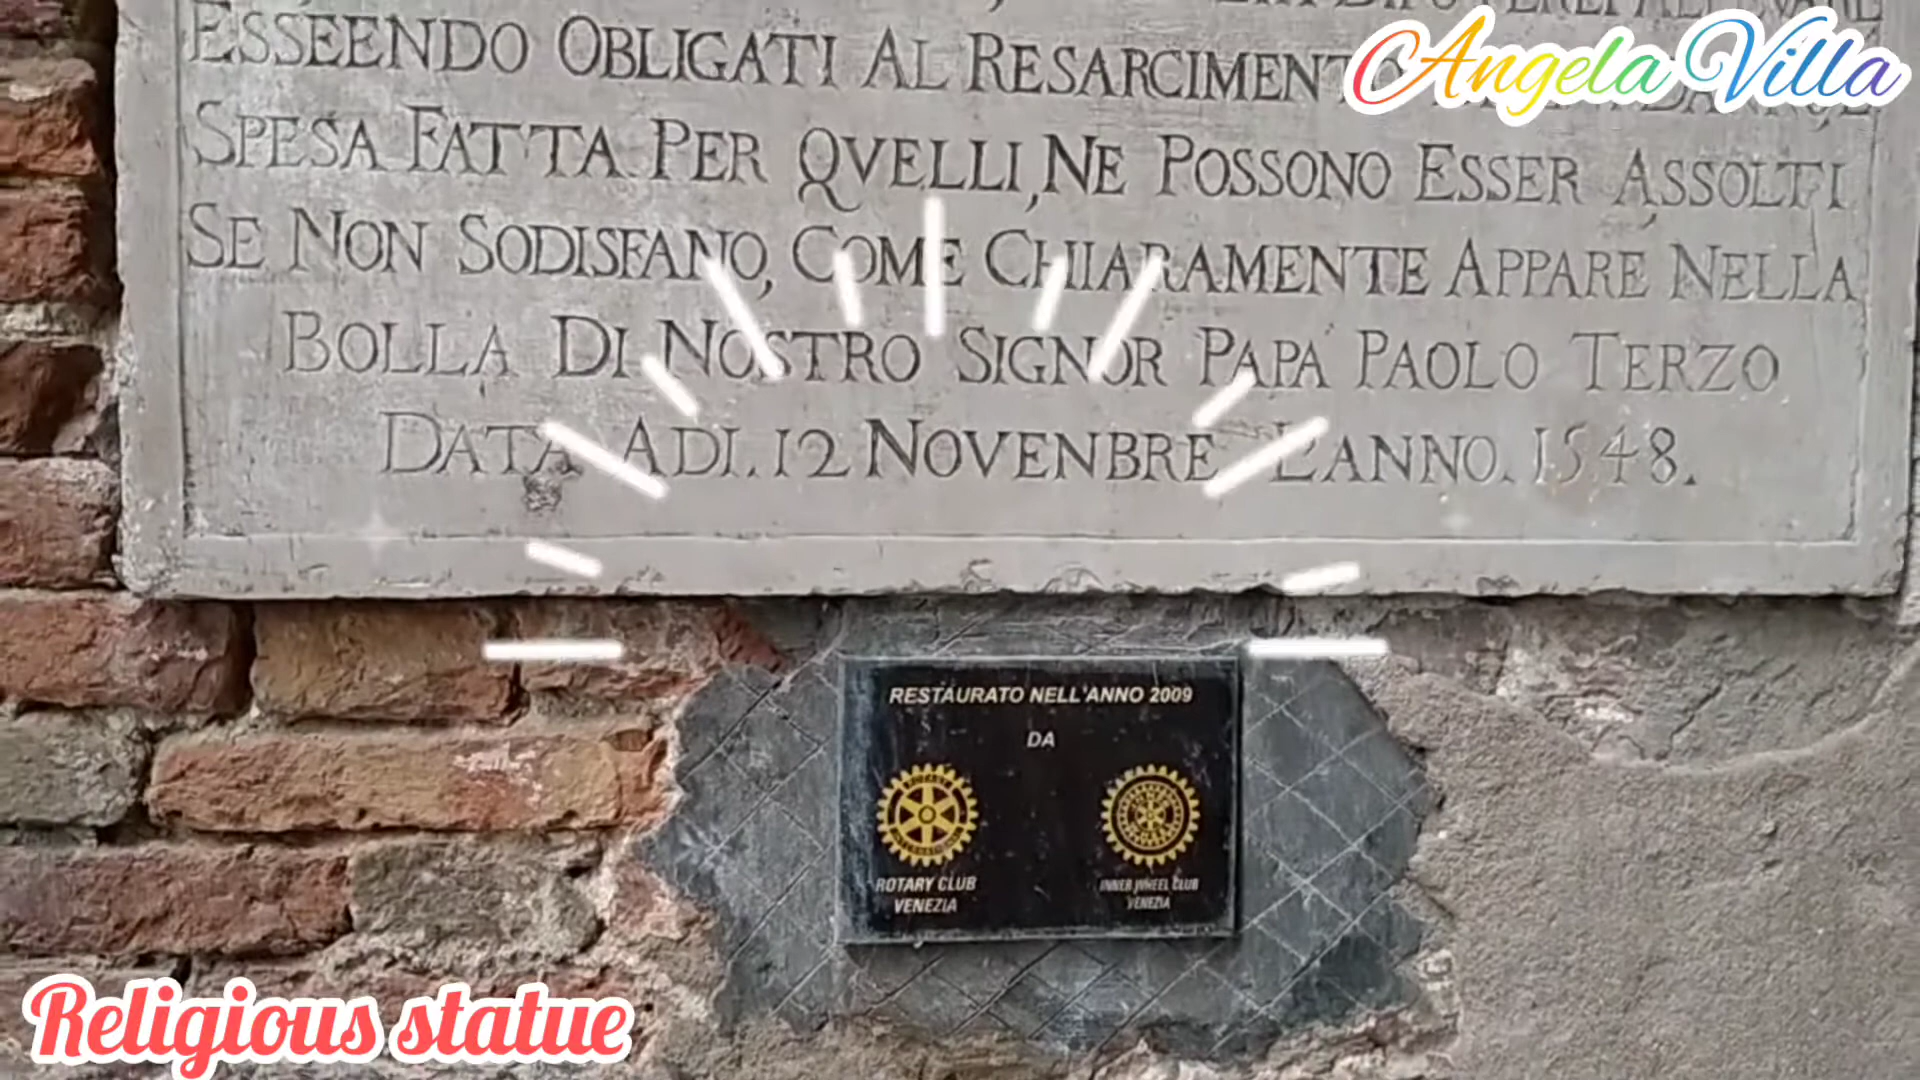 ESSEENDO OBLIGATI AL RESARCIMENT
SPESA FATTA PER QVELLI, NE POSSONO ESSER ASSOLTI
SE NON SODISFANO, COME CHIARAMENTE APPARE NELLA
BOLLA DI NOSTRO SIGNOR PAPA PAOLO TERZO
DATA ADI. 12 NOVENBRE L'ANNO. 1548.
Angela Villa
RESTAURATO NELL'ANNO 2009
DA
ROTARY CLUB
VENEZIA
INNER WHEEL CLUB
VENEZIA
Religious statue